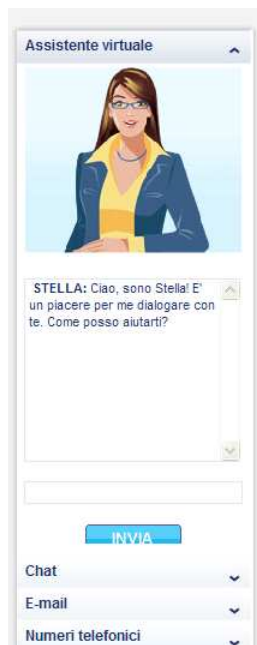 Assistente virtuale
STELLA: Ciao, sono Stella! E'
un piacere per me dialogare con
te. Come posso aiutarti?
INVIA
Chat
E-mail
Numeri telefonici